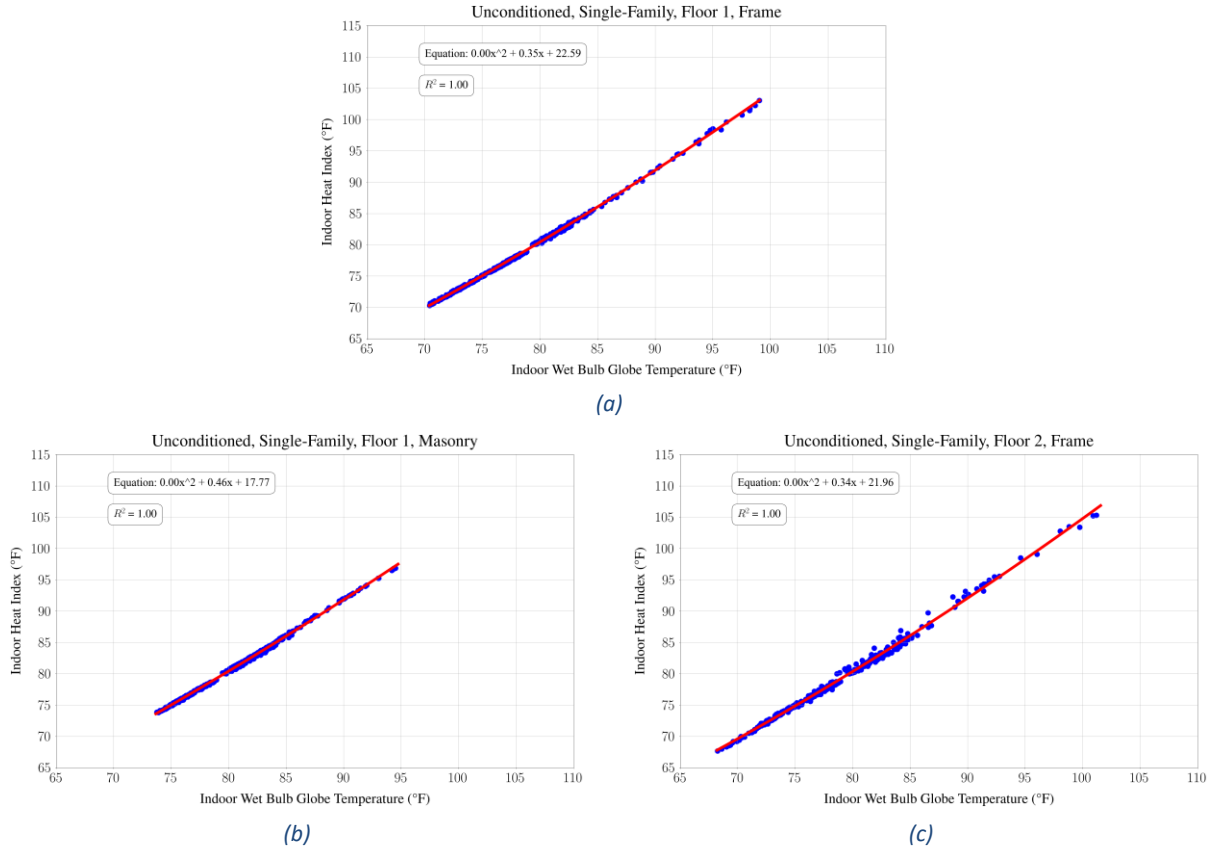 Unconditioned, Single-Family, Floor 1, Frame
115
110
105
100
95
90
85
80
75
70
65
Equation: 0.00x^2 + 0.35x + 22.59
R² = 1.00
Indoor Heat Index (°F)
65 70 75 80 85 90 95 100 105 110
Indoor Wet Bulb Globe Temperature (°F)
(a)
Unconditioned, Single-Family, Floor 1, Masonry
115
110
105
100
95
90
85
80
75
70
65
Equation: 0.00x^2 + 0.46x + 17.77
R² = 1.00
Indoor Heat Index (°F)
65 70 75 80 85 90 95 100 105 110
Indoor Wet Bulb Globe Temperature (°F)
(b)
Unconditioned, Single-Family, Floor 2, Frame
115
110
105
100
95
90
85
80
75
70
65
Equation: 0.00x^2 + 0.34x + 21.96
R² = 1.00
Indoor Heat Index (°F)
65 70 75 80 85 90 95 100 105 110
Indoor Wet Bulb Globe Temperature (°F)
(c)